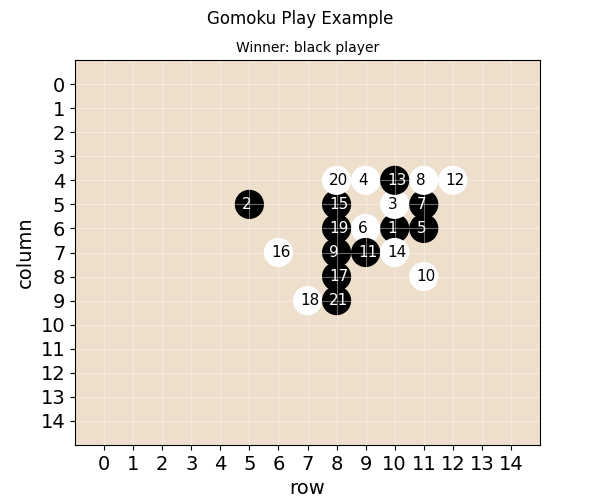 Gomoku Play Example
Winner: black player
0
1
2
3
4 20 4 13 8 12
5 2 15 3 7
6 19 6 1 5
7 16 9 11 14
8 17 10
9 18 21
10
11
12
13
14
column
0 1 2 3 4 5 6 7 8 9 10 11 12 13 14
row